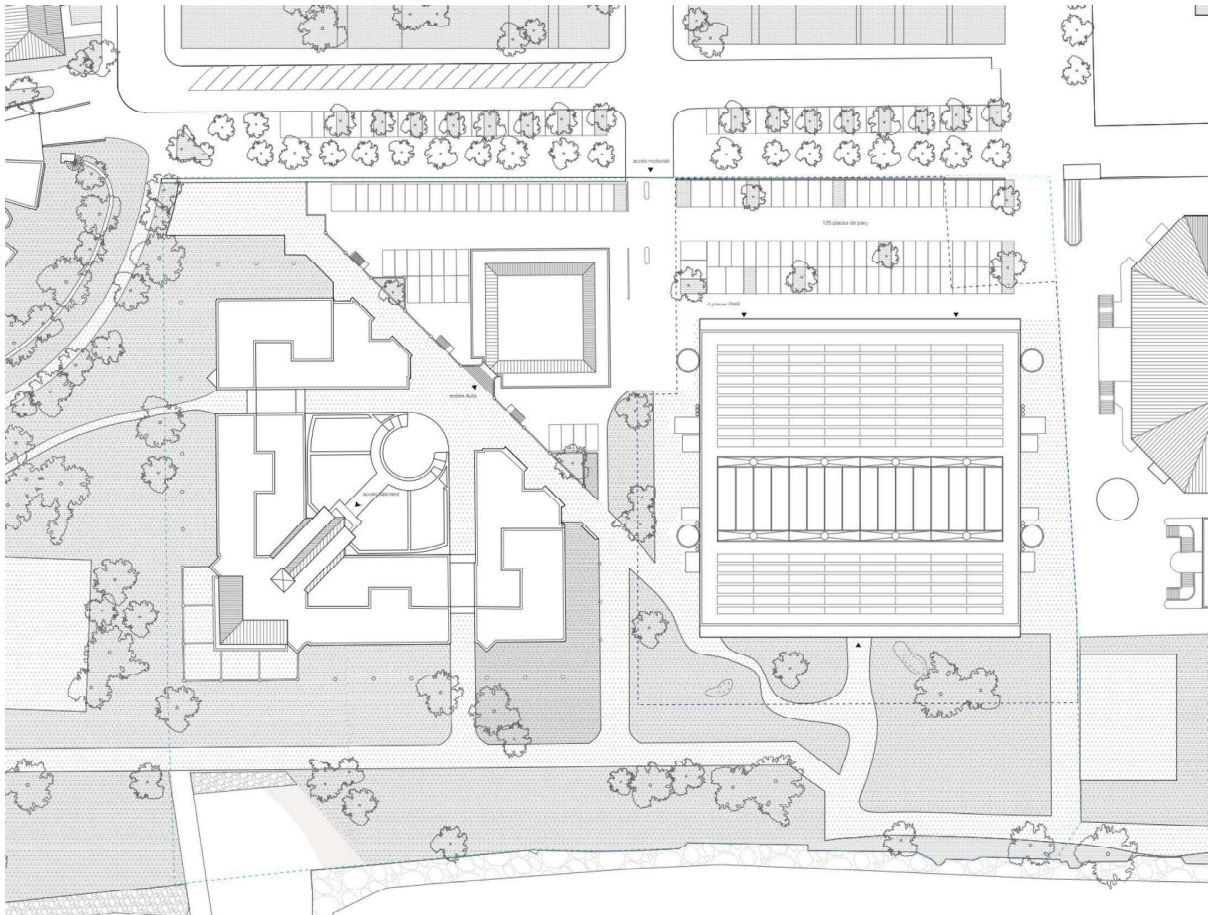 accès motorisé
125 places de parc
entrée Aula
accès bâtiment